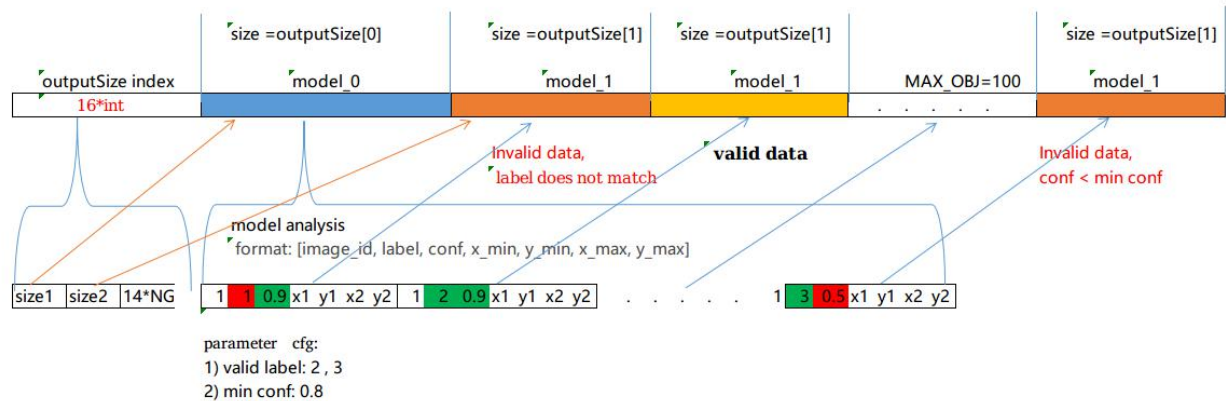 size =outputSize[0]
size =outputSize[1]
size =outputSize[1]
size =outputSize[1]
outputSize index
model_0
model_1
model_1
MAX_OBJ=100
model_1
16*int
. . . . .
Invalid data,
label does not match
valid data
Invalid data,
conf < min conf
model analysis
format: [image_id, label, conf, x_min, y_min, x_max, y_max]
size1 size2 14*NG 1 1 0.9 x1 y1 x2 y2 1 2 0.9 x1 y1 x2 y2 . . . . . 1 3 0.5 x1 y1 x2 y2
parameter cfg:
1) valid label: 2 , 3
2) min conf: 0.8